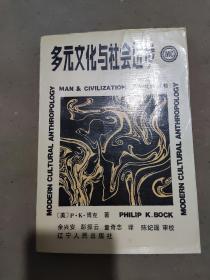 多元文化与社会进步
MAN & CIVILIZATION
MODERN CULTURAL ANTHROPOLOGY
MODERN CULTURAL ANTHROPOLOGY
〔美〕P·K·博克 著 PHILIP K.BOCK
余兴安 彭振云 童奇志 译 陈妃瑶 审校
辽宁人民出版社